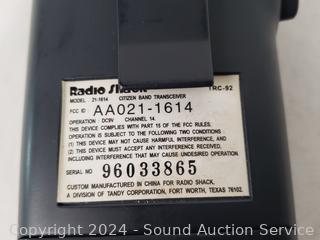 Radio Shack TRC-92
MODEL 21-1614 CITIZEN BAND TRANSCEIVER
FCC ID AAO21-1614
OPERATION : DC9V CHANNEL 14.
THIS DEVICE COMPLIES WITH PART 15 OF THE FCC RULES.
OPERATION IS SUBJECT TO THE FOLLOWING TWO CONDITIONS
(1) THIS DEVICE MAY NOT CAUSE HARMFUL INTERFERENCE, AND
(2) THIS DEVICE MUST ACCEPT ANY INTERFERENCE RECEIVED,
INCLUDING INTERFERENCE THAT MAY CAUSE UNDESIRED OPERATION.
SERIAL NO 96033865
CUSTOM MANUFACTURED IN CHINA FOR RADIO SHACK,
A DIVISION OF TANDY CORPORATION, FORT WORTH, TEXAS 76102.
Copyright 2024 - Sound Auction Service